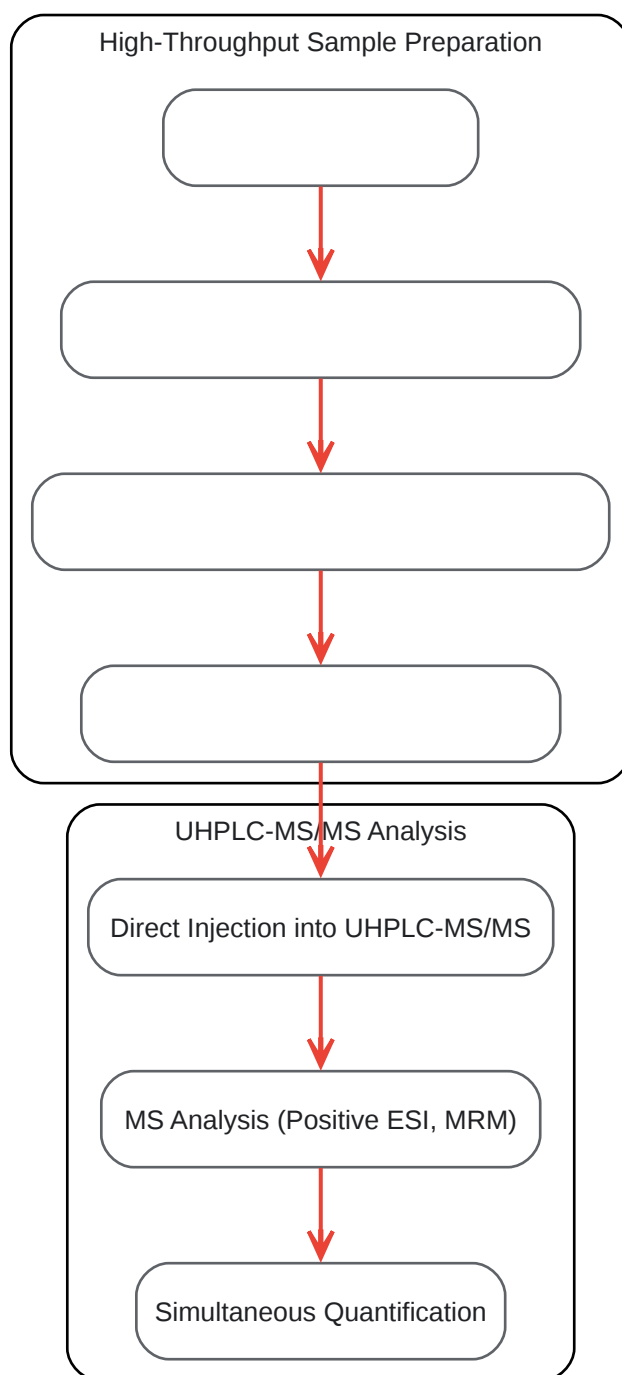 High-Throughput Sample Preparation
UHPLC-MS/MS Analysis
Direct Injection into UHPLC-MS/MS
MS Analysis (Positive ESI, MRM)
Simultaneous Quantification